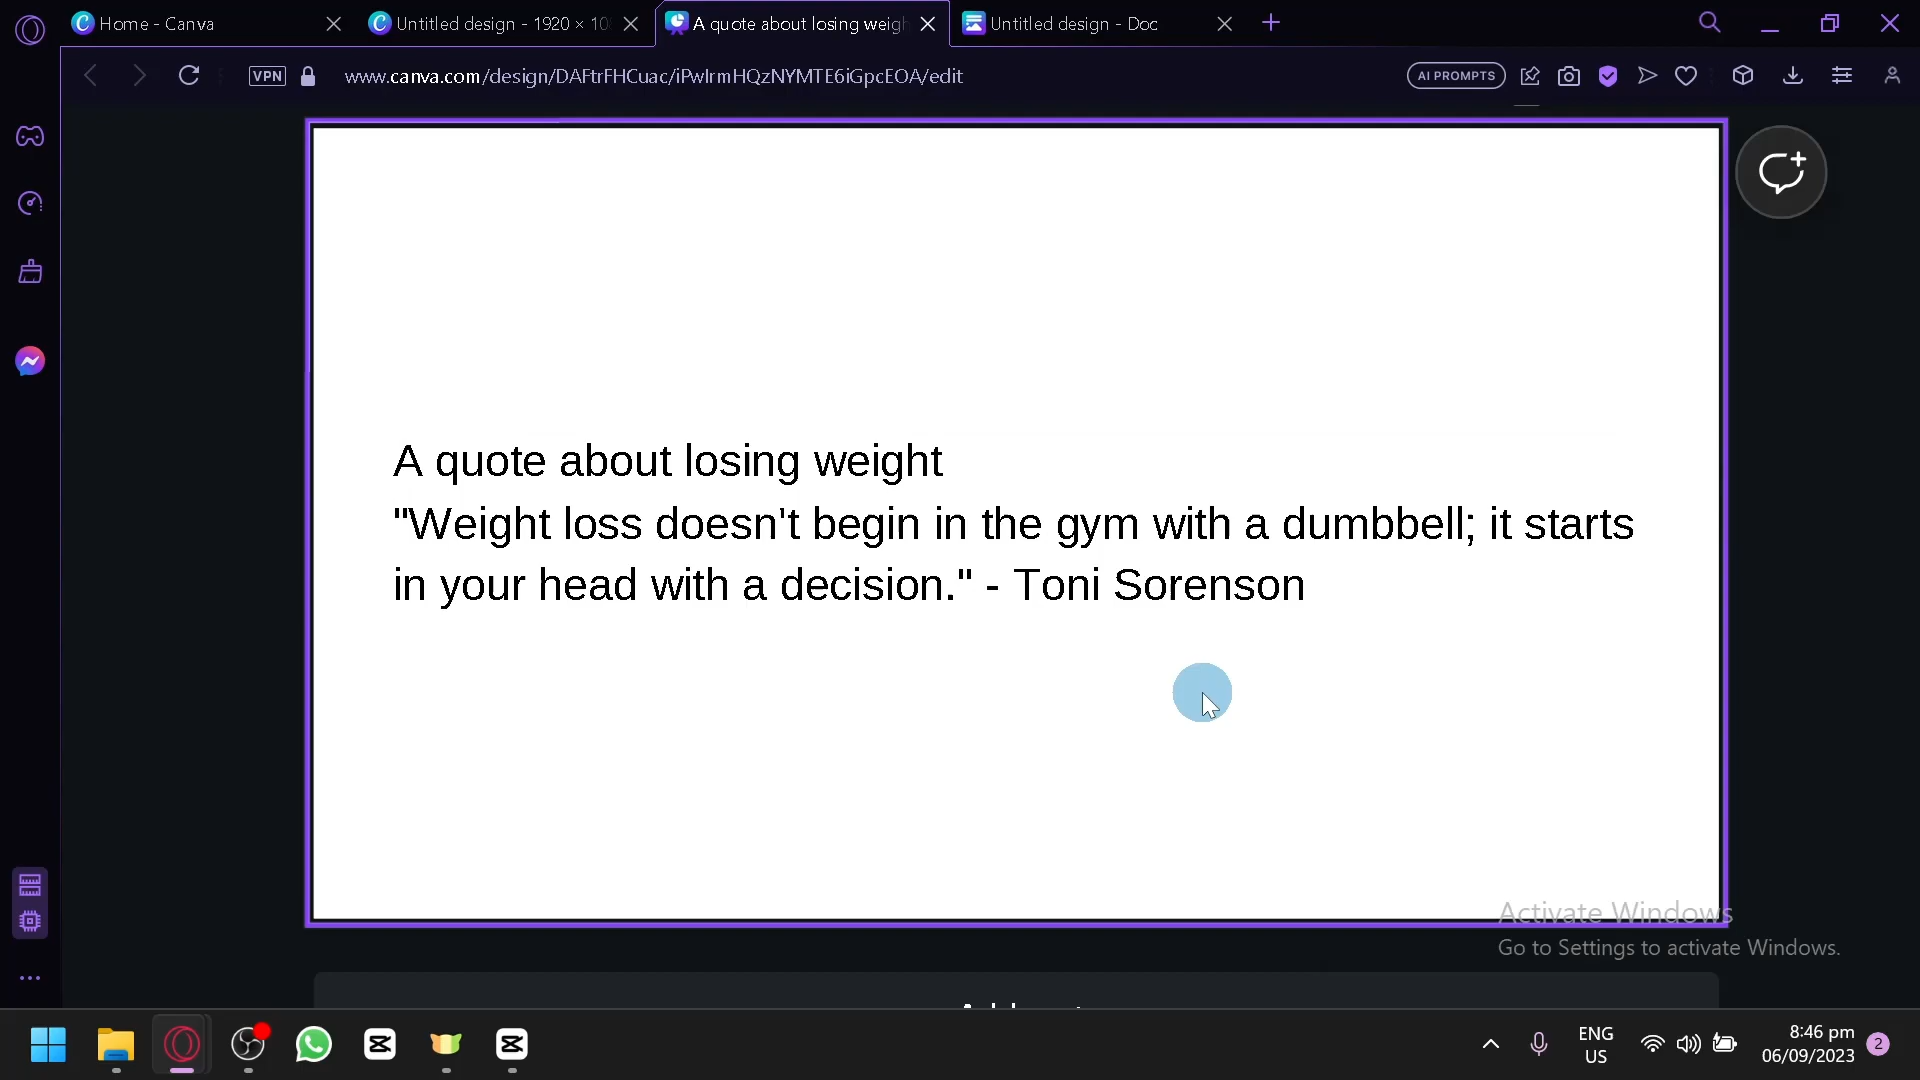 Home - Canva
Untitled design - 1920 × 10
A quote about losing weigh
Untitled design - Doc
VPN
www.canva.com/design/DAFtrFHCuac/iPwIrmHQzNYMTE6iGpcEOA/edit
AI PROMPTS
A quote about losing weight
"Weight loss doesn't begin in the gym with a dumbbell; it starts
in your head with a decision." - Toni Sorenson
Activate Windows
Go to Settings to activate Windows.
ENG
US
8:46 pm
06/09/2023
2